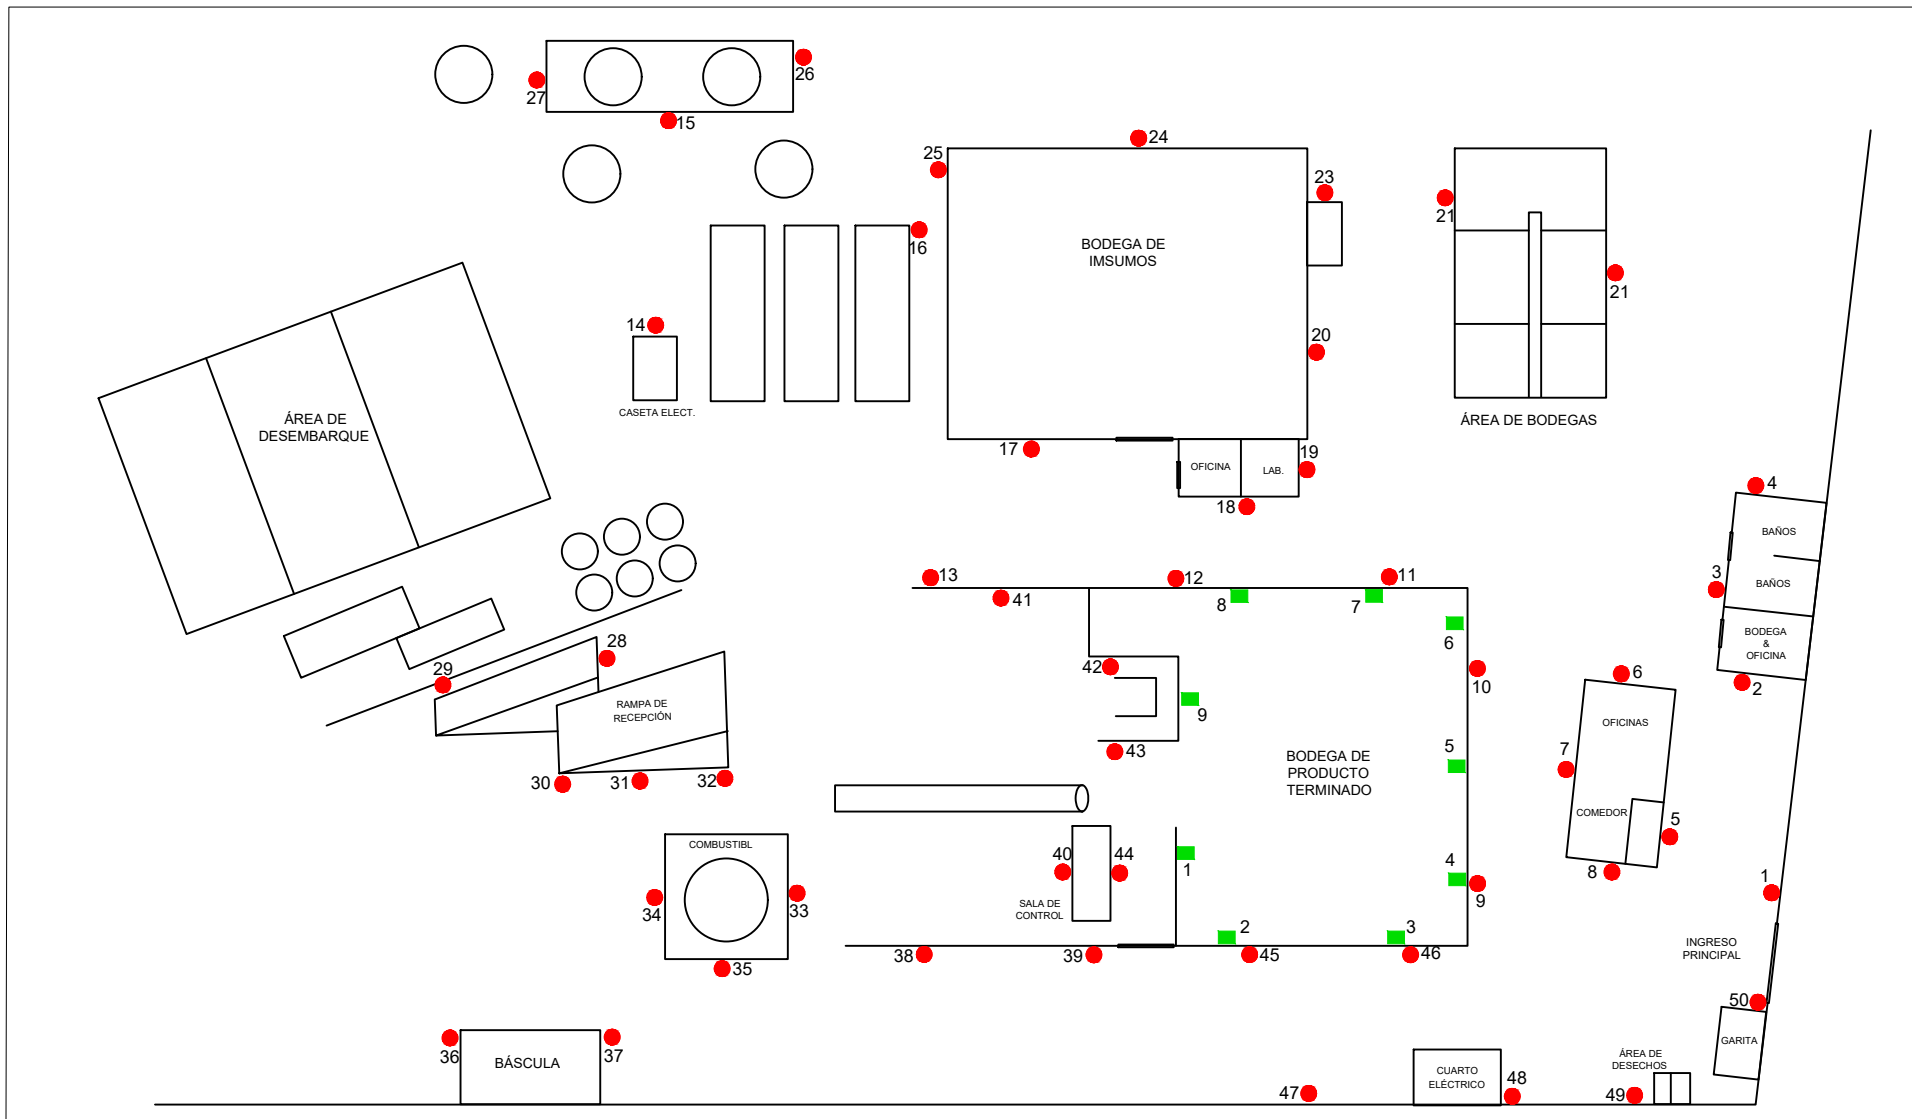 26
27
15
24
25
23
21
16
BODEGA DE
IMSUMOS
21
14
20
CASETA ELECT.
ÁREA DE
DESEMBARQUE
ÁREA DE BODEGAS
17
19
OFICINA
LAB.
18
4
BAÑOS
3
BAÑOS
BODEGA
&
OFICINA
2
13
12
11
41
8
7
6
28
29
42
10
6
RAMPA DE
RECEPCIÓN
9
OFICINAS
43
5
7
BODEGA DE
PRODUCTO
TERMINADO
30
31
32
COMEDOR
5
COMBUSTIBL
40
44
1
4
8
1
34
33
9
SALA DE
CONTROL
2
3
38
39
45
46
INGRESO
PRINCIPAL
35
50
36
37
BÁSCULA
GARITA
ÁREA DE
DESECHOS
CUARTO
ELÉCTRICO
47
48
49